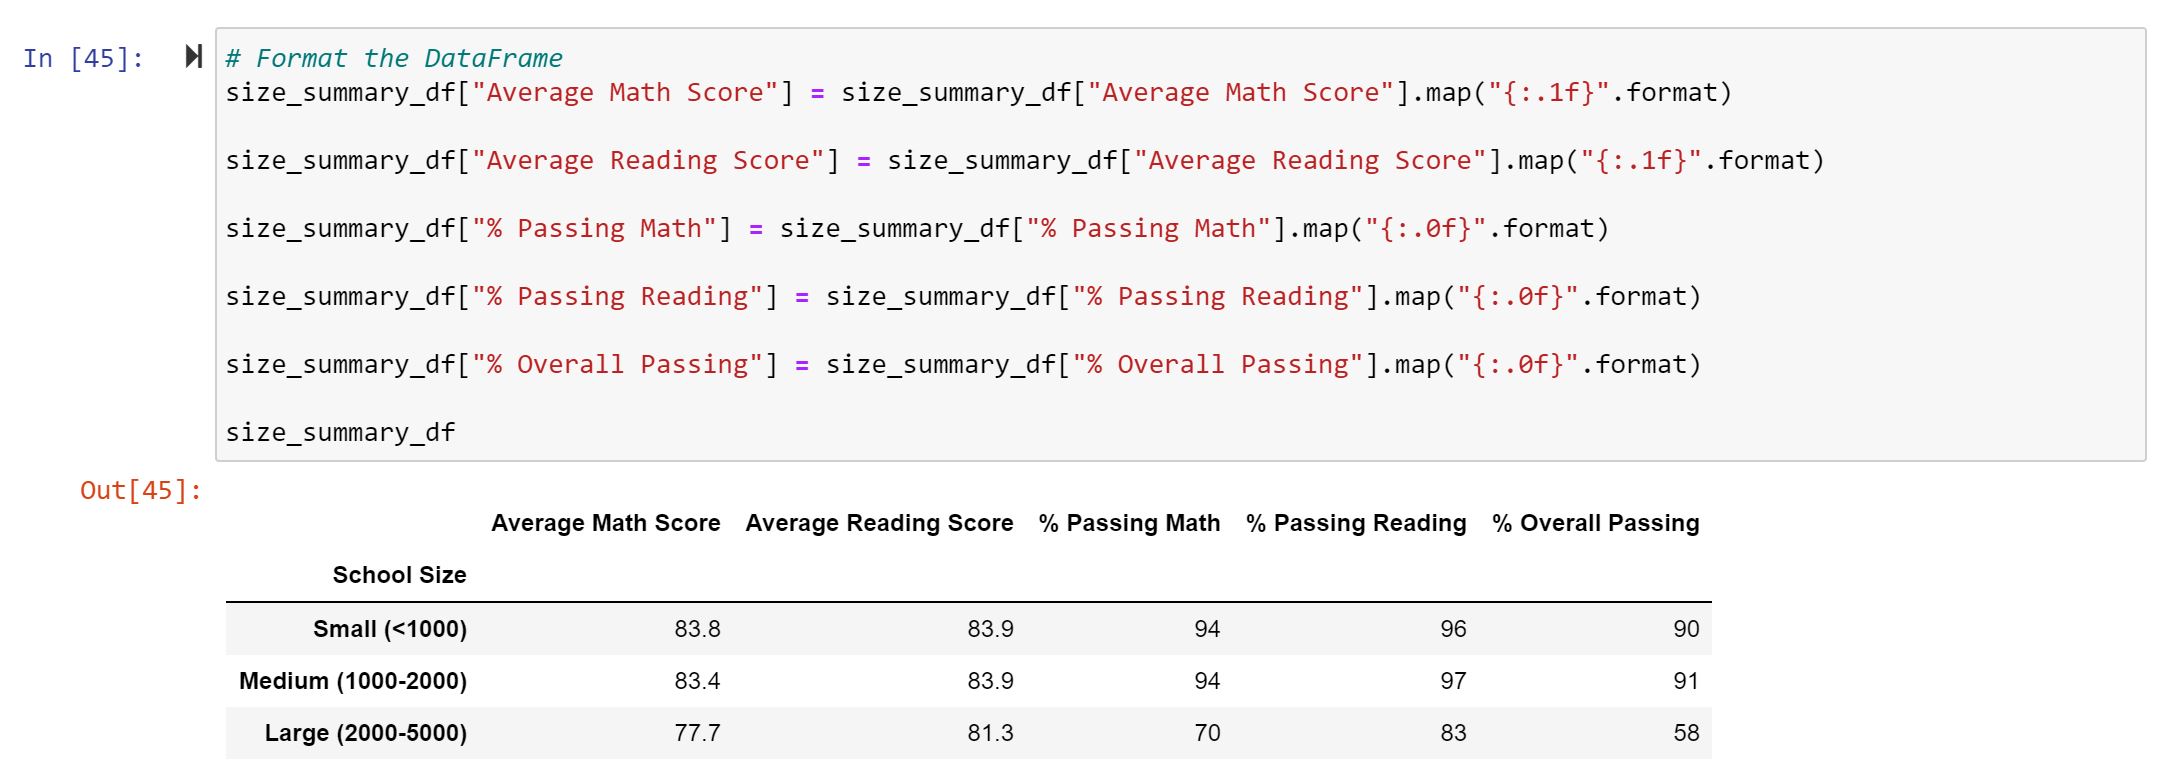 In [45]:
# Format the DataFrame
size_summary_df["Average Math Score"] = size_summary_df["Average Math Score"].map("{:.1f}".format)
size_summary_df["Average Reading Score"] = size_summary_df["Average Reading Score"].map("{:.1f}".format)
size_summary_df["% Passing Math"] = size_summary_df["% Passing Math"].map("{:.0f}".format)
size_summary_df["% Passing Reading"] = size_summary_df["% Passing Reading"].map("{:.0f}".format)
size_summary_df["% Overall Passing"] = size_summary_df["% Overall Passing"].map("{:.0f}".format)
size_summary_df
Out[45]:
Average Math Score Average Reading Score % Passing Math % Passing Reading % Overall Passing
School Size
Small (<1000) 83.8 83.9 94 96 90
Medium (1000-2000) 83.4 83.9 94 97 91
Large (2000-5000) 77.7 81.3 70 83 58